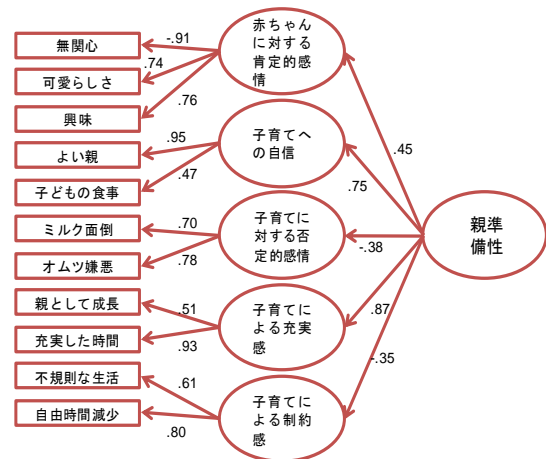 無関心
可愛らしさ
興味
よい親
子どもの食事
ミルク面倒
オムツ嫌悪
親として成長
充実した時間
不規則な生活
自由時間減少
-.91
.74
.76
.95
.47
.70
.78
.51
.93
.61
.80
赤ちゃん
に対する
肯定的感
情
子育てへ
の自信
子育てに
対する否
定的感情
子育てに
よる充実
感
子育てに
よる制約
感
.45
.75
-.38
.87
-.35
親準
備性